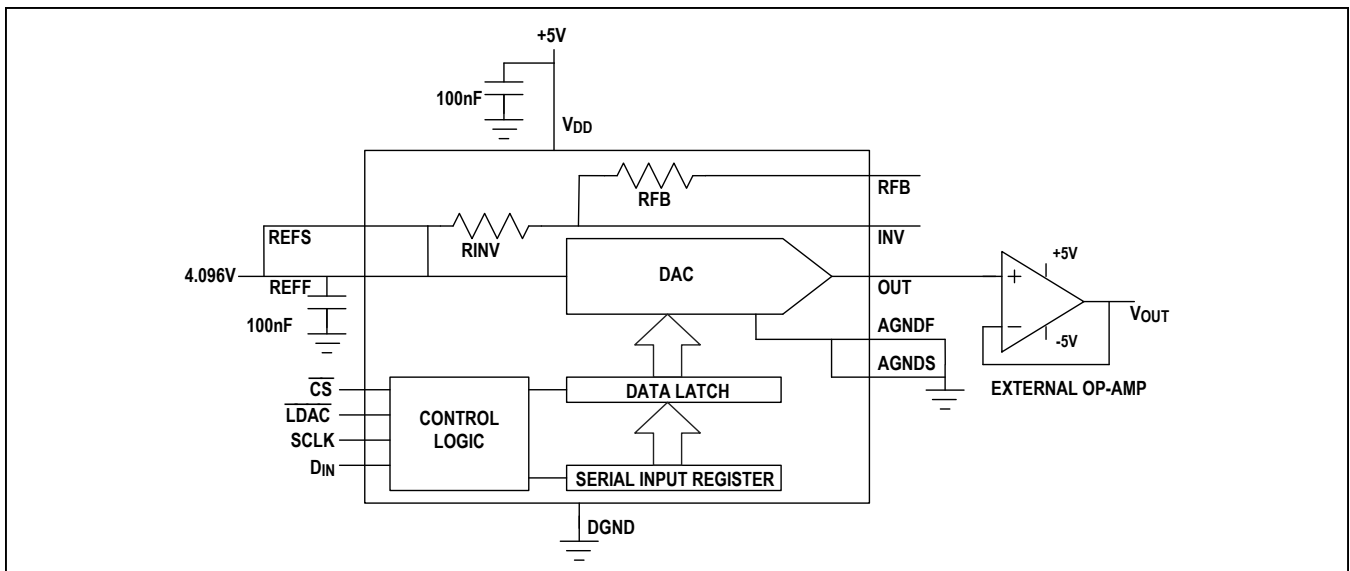 +5V
100nF
VDD
RFB
RFB
REFS
RINV
INV
4.096V
REFF
DAC
OUT
+5V
+
−
-5V
VOUT
100nF
AGNDF
AGNDS
EXTERNAL OP-AMP
CS
LDAC
SCLK
DIN
CONTROL
LOGIC
DATA LATCH
SERIAL INPUT REGISTER
DGND